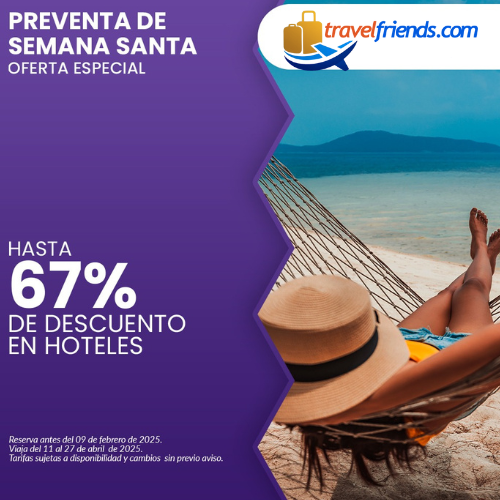 PREVENTA DE
SEMANA SANTA
OFERTA ESPECIAL
travelfriends.com
HASTA
67%
DE DESCUENTO
EN HOTELES
Reserva antes del 09 de febrero de 2025.
Viaja del 11 al 27 de abril de 2025.
Tarifas sujetas a disponibilidad y cambios sin previo aviso.